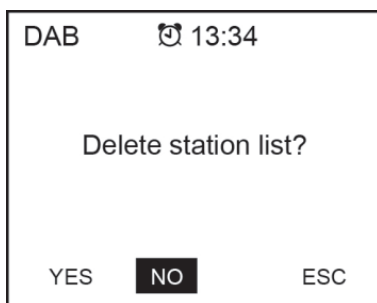 DAB 13:34
Delete station list?
YES NO ESC